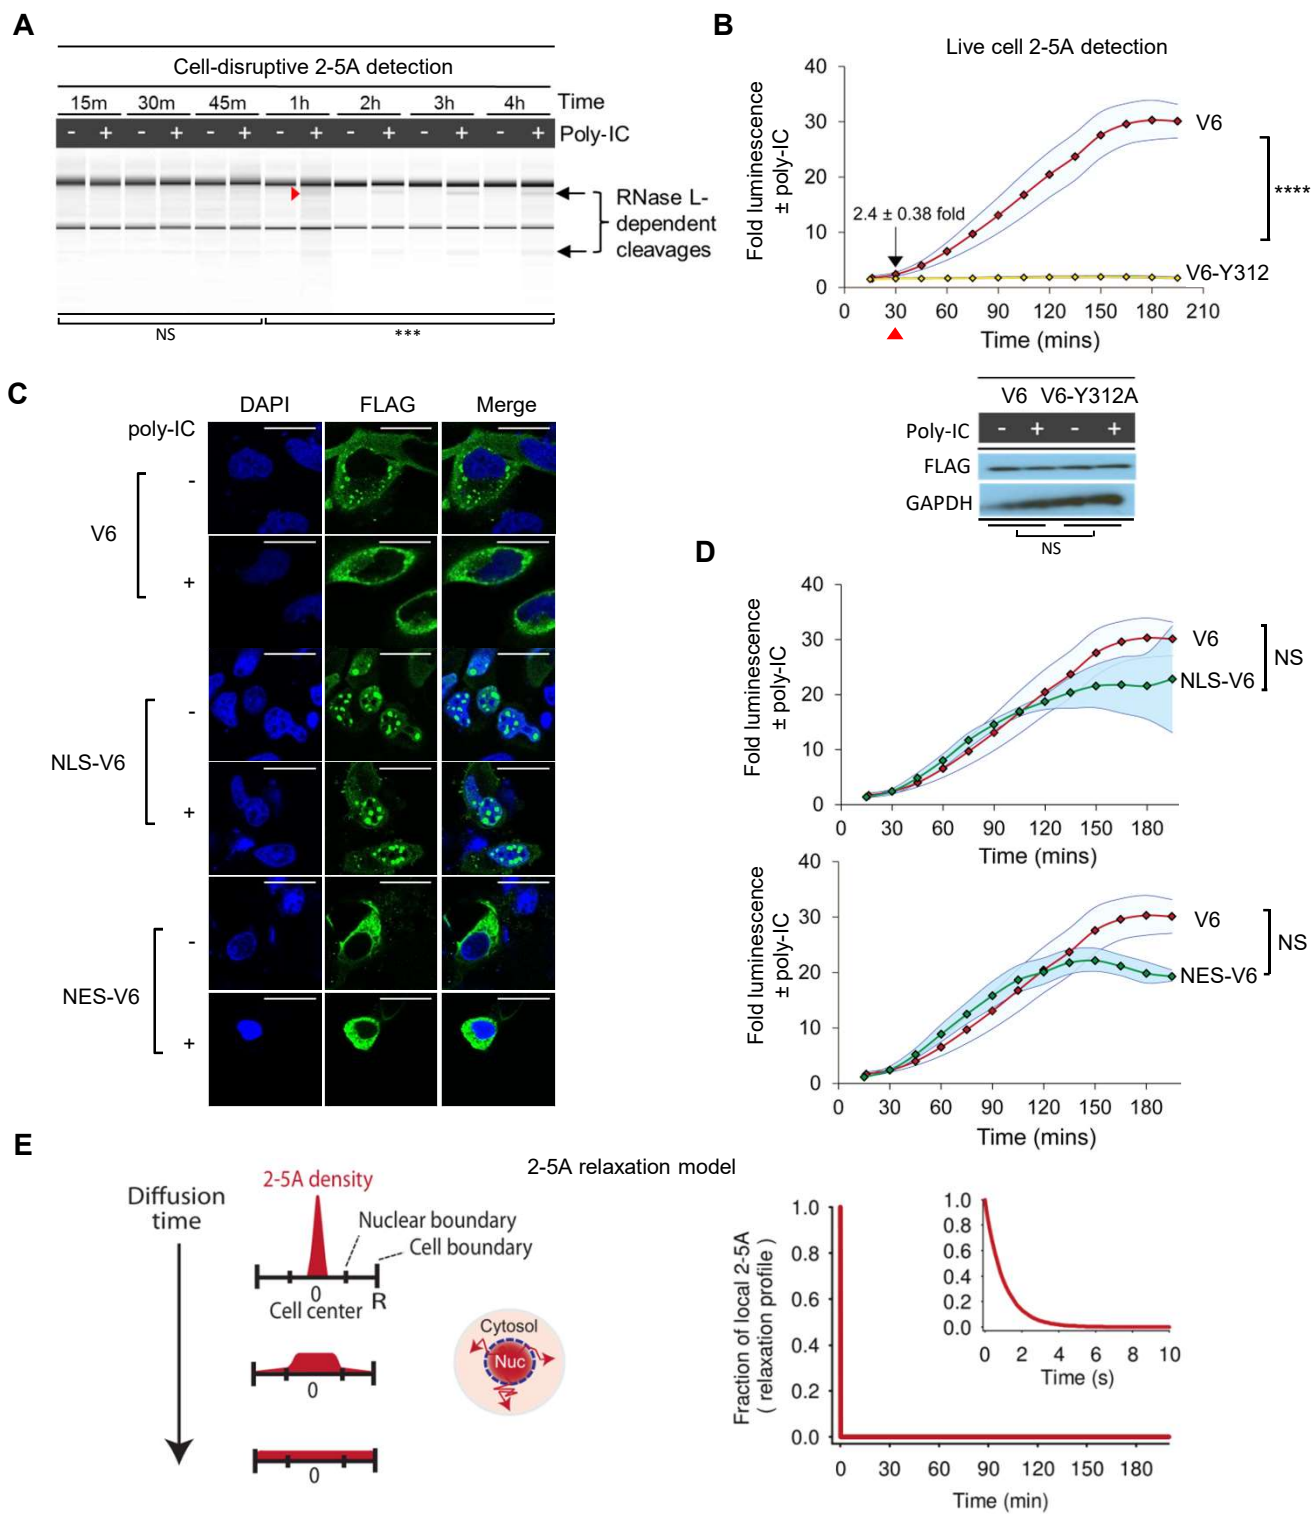 A
Cell-disruptive 2-5A detection
15m 30m 45m 1h 2h 3h 4h Time
- + - + - + - + - + - + - + Poly-IC
RNase L-
dependent
cleavages
NS ***
B
Live cell 2-5A detection
Fold luminescence
± poly-IC
40
30
20
10
0
2.4 ± 0.38 fold
V6
****
V6-Y312
0 30 60 90 120 150 180 210
Time (mins)
V6 V6-Y312A
Poly-IC - + - +
FLAG
GAPDH
NS
C
DAPI FLAG Merge
poly-IC
-
V6
+
-
NLS-V6
+
-
NES-V6
+
D
Fold luminescence
± poly-IC
40
30
20
10
0
V6
NLS-V6
NS
0 30 60 90 120 150 180
Time (mins)
Fold luminescence
± poly-IC
40
30
20
10
0
V6
NES-V6
NS
0 30 60 90 120 150 180
Time (mins)
E
2-5A relaxation model
Diffusion
time
2-5A density
Nuclear boundary
Cell boundary
0
R
Cell center
0
0
Cytosol
Nuc
Fraction of local 2-5A
( relaxation profile )
1.0
0.8
0.6
0.4
0.2
0.0
0 30 60 90 120 150 180
Time (min)
1.0
0.8
0.6
0.4
0.2
0.0
0 2 4 6 8 10
Time (s)